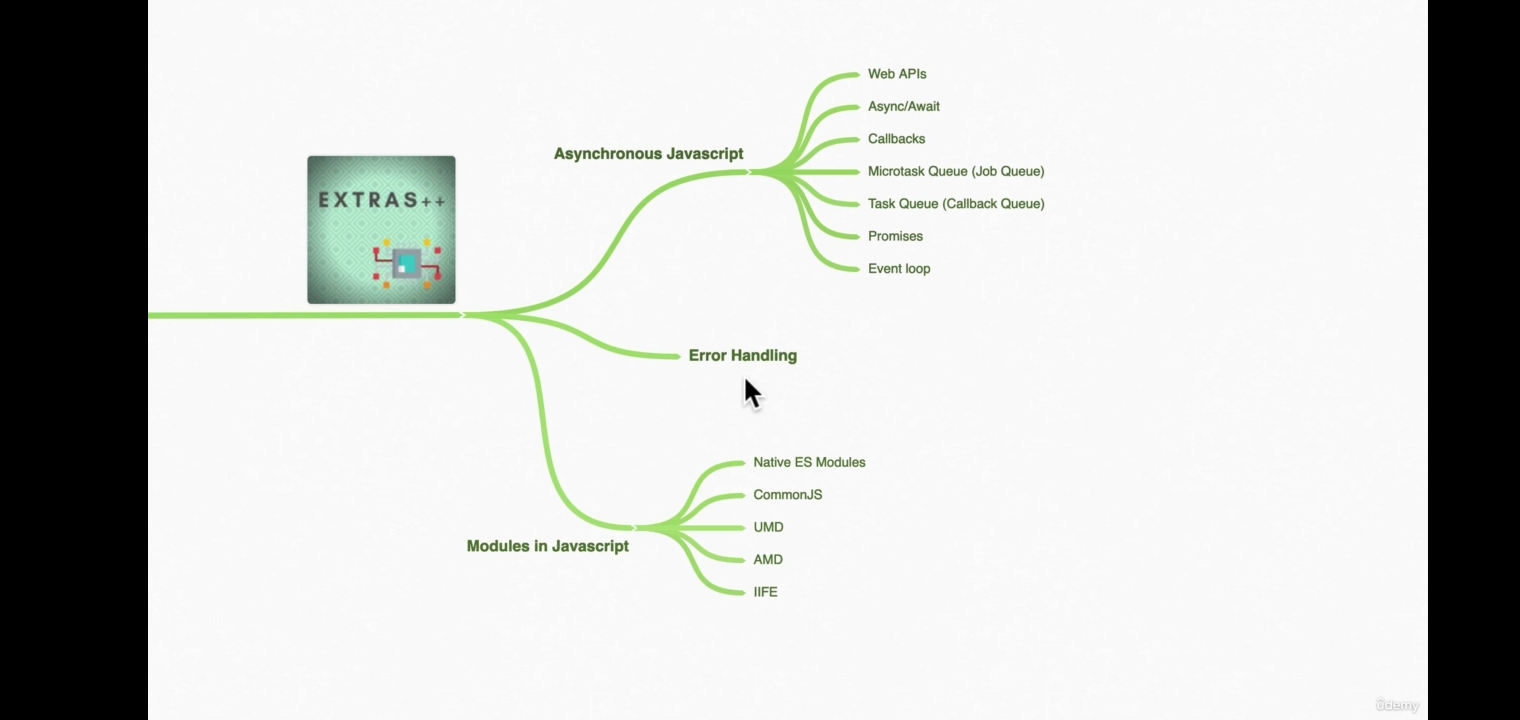 EXTRAS++
Asynchronous Javascript
Web APIs
Async/Await
Callbacks
Microtask Queue (Job Queue)
Task Queue (Callback Queue)
Promises
Event loop
Error Handling
Modules in Javascript
Native ES Modules
CommonJS
UMD
AMD
IIFE
ûdemy